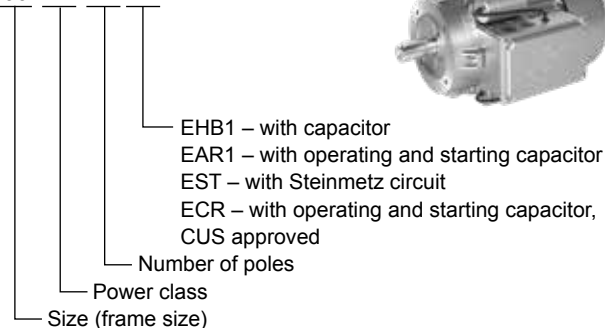 EHB1 – with capacitor
EAR1 – with operating and starting capacitor
EST – with Steinmetz circuit
ECR – with operating and starting capacitor,
CUS approved
Number of poles
Power class
Size (frame size)